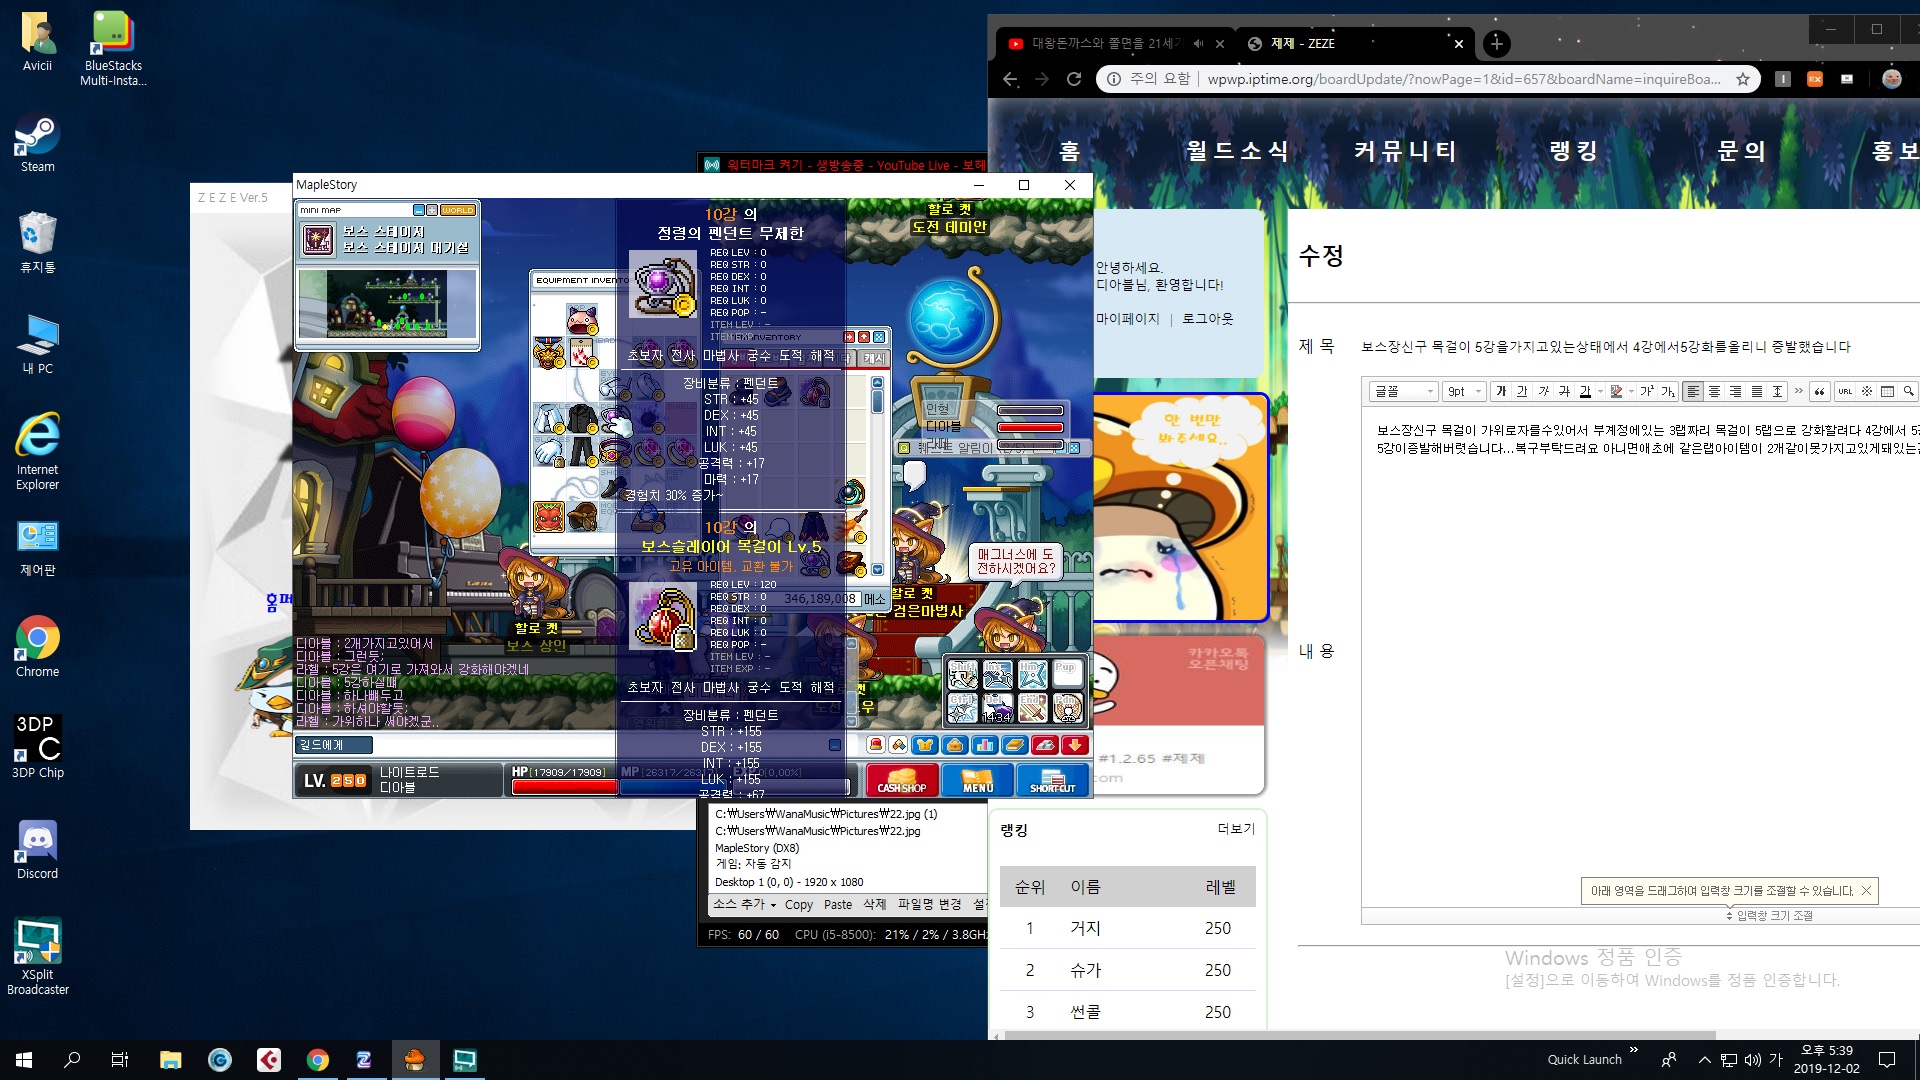 Avicii
BlueStacks
Multi-Insta...
Steam
휴지통
내 PC
Internet
Explorer
제어판
Chrome
3DP
C
3DP Chip
Discord
XSplit
Broadcaster
Z E Z E Ver.5
워터마크 켜기 - 생방송중 - YouTube Live - 보헤
MapleStory
MINI MAP
WORLD
보스 스테이지
보스 스테이지 대기실
EQUIPMENT INVENTO
10강 의
정령의 펜던트 무제한
REQ LEV : 0
REQ STR : 0
REQ DEX : 0
REQ INT : 0
REQ LUK : 0
REQ POP : -
ITEM LEV : -
ITEM EXP
초보자 전사 마법사 궁수 도적 해적
장비분류 : 펜던트
STR : +45
DEX : +45
INT : +45
LUK : +45
공격력 : +17
마력 : +17
경험치 30% 증가~
10강 의
보스슬레이어 목걸이 Lv.5
고유 아이템, 교환 불가
REQ LEV : 120
REQ STR : 0
REQ DEX : 0
REQ INT : 0
REQ LUK : 0
REQ POP : -
ITEM LEV : -
ITEM EXP : -
초보자 전사 마법사 궁수 도적 해적
장비분류 : 펜던트
STR : +155
DEX : +155
INT : +155
LUK : +155
공격력 : +67
INVENTORY
캐시
346,189,008 메소
할로 캣
도전 데미안
인형
디아블
라헬
퀘스트 알림이
매그너스에 도
전하시겠어요?
할로 캣
검은마법사
할로 캣
보스 상인
디아블 : 2개가지고있어서
디아블 : 그런듯;
라헬 : 5강은 여기로 가져와서 강화해야겠네
디아블 : 5강하실때
디아블 : 하나빼두고
디아블 : 하셔야할듯;
라헬 : 가위하나 써야겠군..
길드에게
LV. 250
나이트로드
디아블
HP[17909/17909]
MP[26317/26317]
CASH SHOP
MENU
SHORT CUT
C:₩Users₩WanaMusic₩Pictures₩22.jpg (1)
C:₩Users₩WanaMusic₩Pictures₩22.jpg
MapleStory (DX8)
게임: 자동 감지
Desktop 1 (0, 0) - 1920 x 1080
소스 추가 Copy Paste 삭제 파일명 변경
FPS: 60 / 60 CPU (i5-8500): 21% / 2% / 3.8GHz
대왕돈까스와 쫄면을 21세기
제제 - ZEZE
주의 요함
wpwp.iptime.org/boardUpdate/?nowPage=1&id=657&boardName=inquireBoa...
홈 월드소식 커뮤니티 랭킹 문의 홍보
안녕하세요.
디아블님, 환영합니다!
마이페이지 | 로그아웃
한 번만
봐주세요..
카카오톡
오픈채팅
#1.2.65 #제제
com
랭킹
더보기
순위 이름 레벨
1 거지 250
2 슈가 250
3 썬콜 250
수정
제 목
보스장신구 목걸이 5강을가지고있는상태에서 4강에서5강화를올리니 증발했습니다
글꼴 9pt
URL
보스장신구 목걸이 가위로자를수있어서 부계정에있는 3랩짜리 목걸이 5랩으로 강화할려다 4강에서 5강
5강이증발해버렷습니다...복구부탁드려요 아니면애초에 같은랩아이템이 2개같이못가지고있게돼있는
내 용
아래 영역을 드래그하여 입력창 크기를 조절할 수 있습니다.
입력창 크기 조절
Windows 정품 인증
[설정]으로 이동하여 Windows를 정품 인증합니다.
Quick Launch
가
오후 5:39
2019-12-02